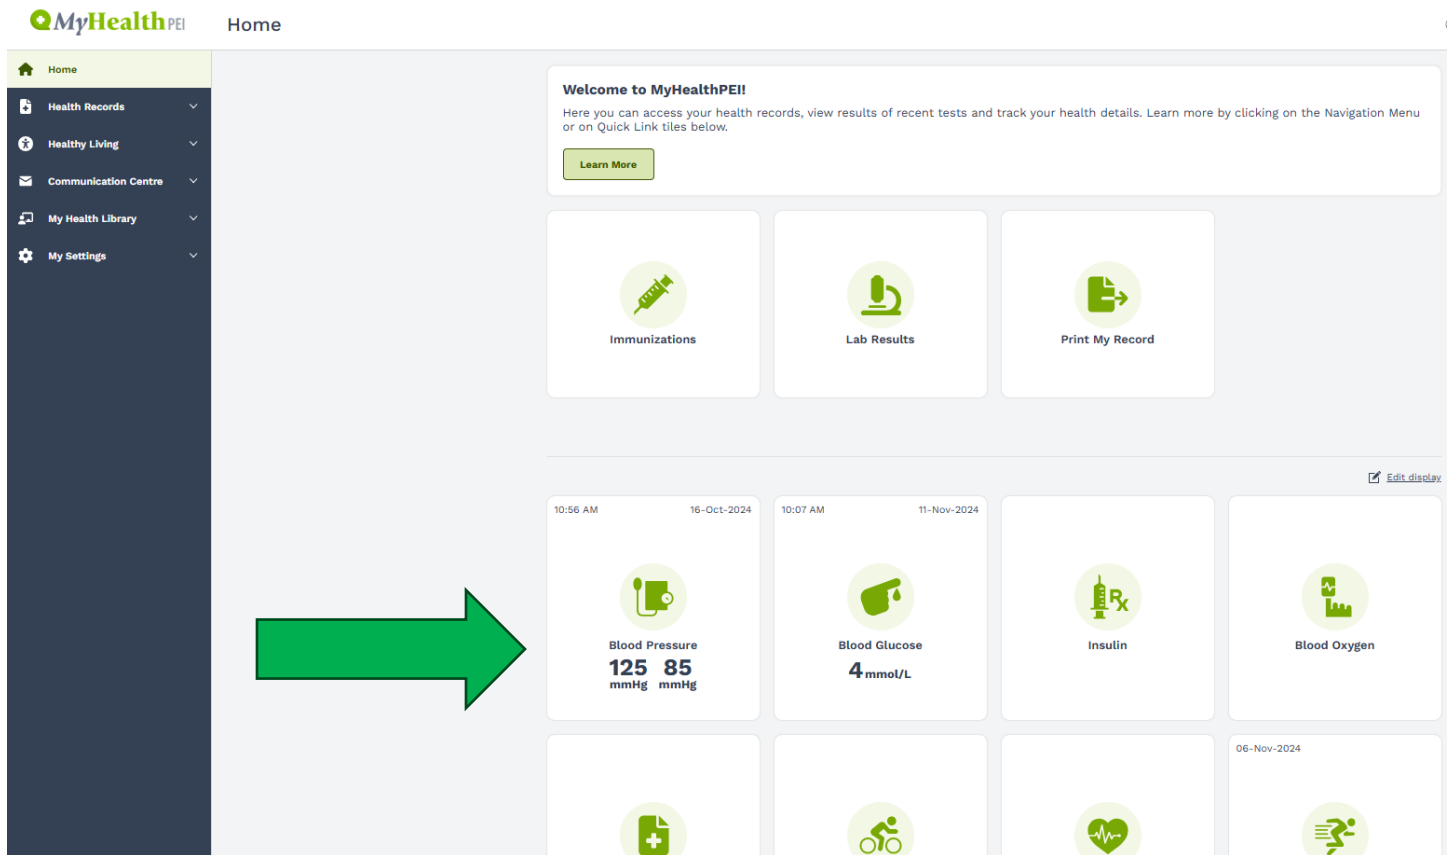 MyHealth PEI
Home
Home
Health Records
Healthy Living
Communication Centre
My Health Library
My Settings
Welcome to MyHealthPEI!
Here you can access your health records, view results of recent tests and track your health details. Learn more by clicking on the Navigation Menu
or on Quick Link tiles below.
Learn More
Immunizations
Lab Results
Print My Record
Edit display
10:56 AM 16-Oct-2024
Blood Pressure
125 85
mmHg mmHg
10:07 AM 11-Nov-2024
Blood Glucose
4 mmol/L
Rx
Insulin
Blood Oxygen
06-Nov-2024